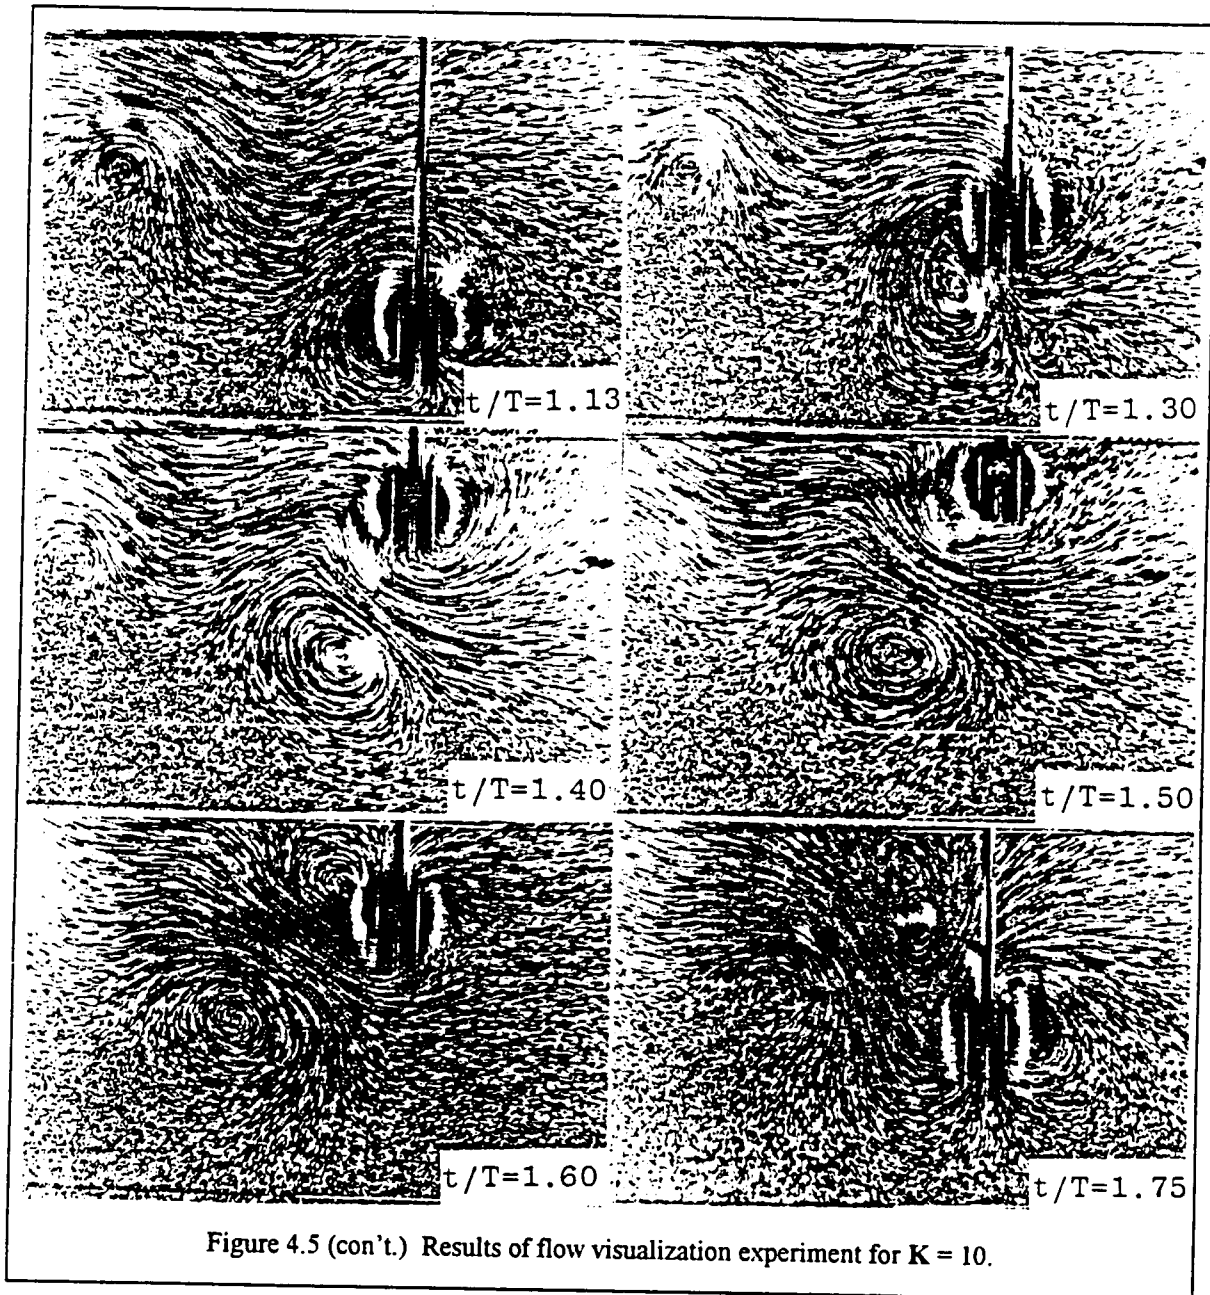 t/T=1.13
t/T=1.30
t/T=1.40
t/T=1.50
t/T=1.60
t/T=1.75
Figure 4.5 (con't.) Results of flow visualization experiment for K = 10.